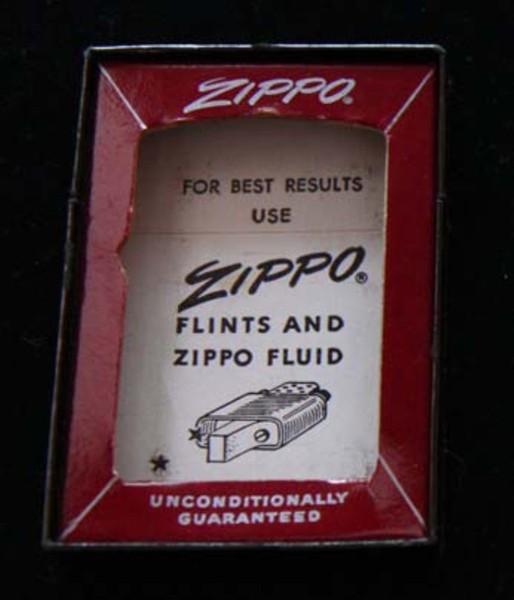 ZIPPO®
FOR BEST RESULTS
USE
ZIPPO®
FLINTS AND
ZIPPO FLUID
UNCONDITIONALLY
GUARANTEED